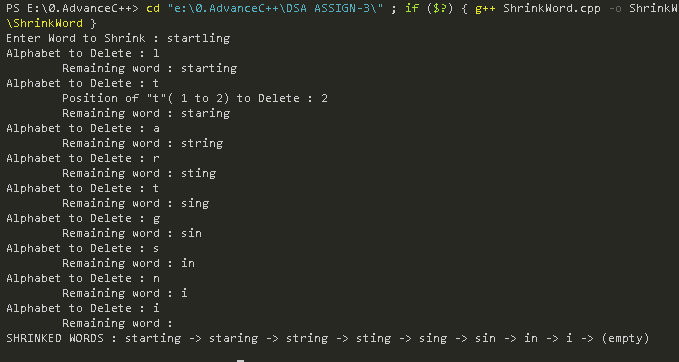 PS E:\0.AdvanceC++> cd "e:\0.AdvanceC++\DSA ASSIGN-3\" ; if ($?) { g++ ShrinkWord.cpp -o ShrinkW
\ShrinkWord }
Enter Word to Shrink : startling
Alphabet to Delete : l
Remaining word : starting
Alphabet to Delete : t
Position of "t"( 1 to 2) to Delete : 2
Remaining word : staring
Alphabet to Delete : a
Remaining word : string
Alphabet to Delete : r
Remaining word : sting
Alphabet to Delete : t
Remaining word : sing
Alphabet to Delete : g
Remaining word : sin
Alphabet to Delete : s
Remaining word : in
Alphabet to Delete : n
Remaining word : i
Alphabet to Delete : i
Remaining word :
SHRINKED WORDS : starting -> staring -> string -> sting -> sing -> sin -> in -> i -> (empty)